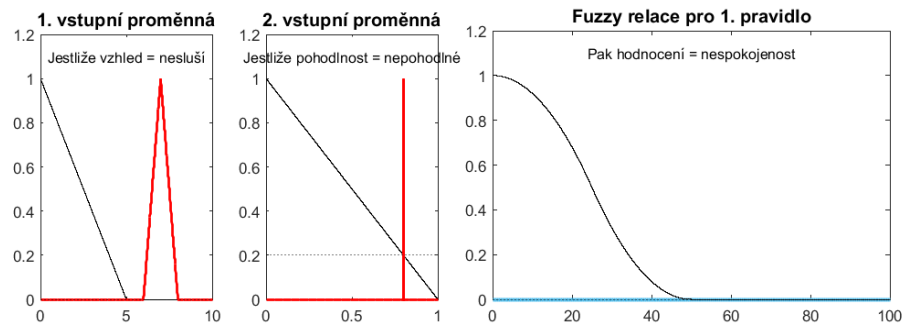 1. vstupní proměnná
2. vstupní proměnná
Fuzzy relace pro 1. pravidlo
Jestliže vzhled = nesluší
Jestliže pohodlnost = nepohodlné
Pak hodnocení = nespokojenost
1.2
1
0.8
0.6
0.4
0.2
0
0 5 10
1.2
1
0.8
0.6
0.4
0.2
0
0 0.5 1
1.2
1
0.8
0.6
0.4
0.2
0
0 20 40 60 80 100